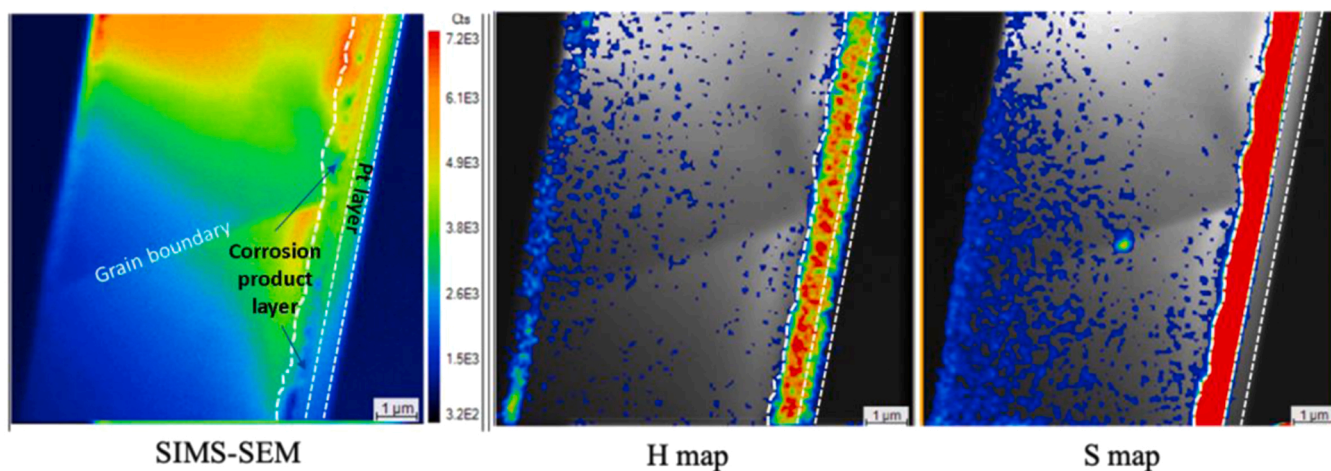 Cts
7.2E3
6.1E3
4.9E3
3.8E3
2.6E3
1.5E3
3.2E2
Pt layer
Grain boundary
Corrosion
product
layer
1 µm
1 µm
1 µm
SIMS-SEM
H map
S map